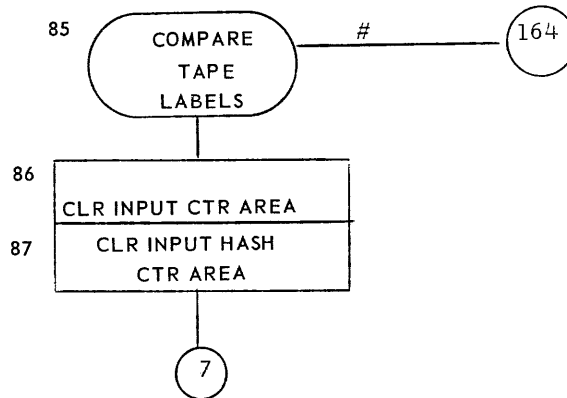 85
COMPARE
TAPE
LABELS
#
164
86
CLR INPUT CTR AREA
87
CLR INPUT HASH
CTR AREA
7